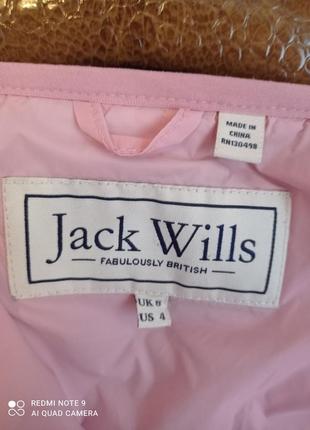 MADE IN
CHINA
RN130498
Jack Wills
FABULOUSLY BRITISH
UK 8
US 4
REDMI NOTE 9
AI QUAD CAMERA